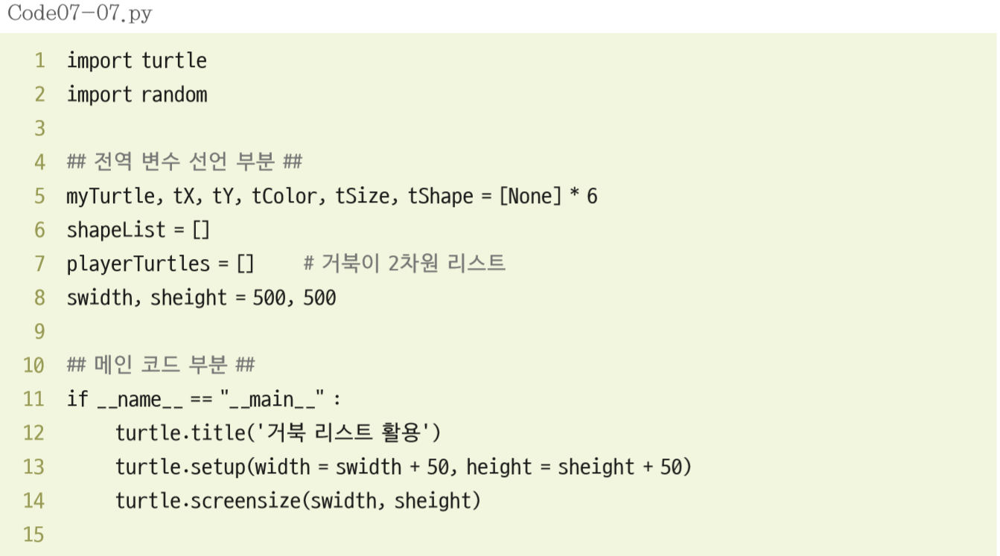 Code07-07.py
1 import turtle
2 import random
3
4 ## 전역 변수 선언 부분 ##
5 myTurtle, tX, tY, tColor, tSize, tShape = [None] * 6
6 shapeList = []
7 playerTurtles = [] # 거북이 2차원 리스트
8 swidth, sheight = 500, 500
9
10 ## 메인 코드 부분 ##
11 if __name__ == "__main__" :
12 turtle.title('거북 리스트 활용')
13 turtle.setup(width = swidth + 50, height = sheight + 50)
14 turtle.screensize(swidth, sheight)
15